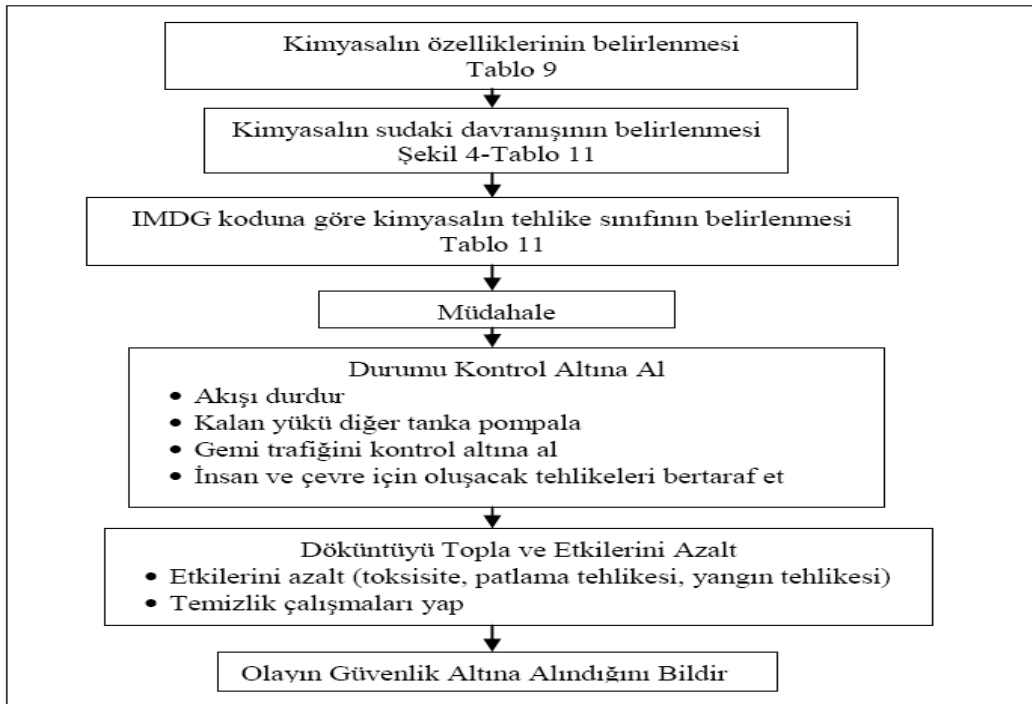 Kimyasalın özelliklerinin belirlenmesi
Tablo 9
Kimyasalın sudaki davranışının belirlenmesi
Şekil 4-Tablo 11
IMDG koduna göre kimyasalın tehlike sınıfının belirlenmesi
Tablo 11
Müdahale
Durumu Kontrol Altına Al
• Akışı durdur
• Kalan yükü diğer tanka pompala
• Gemi trafiğini kontrol altına al
• İnsan ve çevre için oluşacak tehlikeleri bertaraf et
Döküntüyü Topla ve Etkilerini Azalt
• Etkilerini azalt (toksisite, patlama tehlikesi, yangın tehlikesi)
• Temizlik çalışmaları yap
Olayın Güvenlik Altına Alındığını Bildir